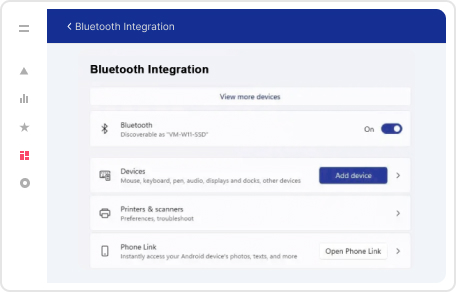 Bluetooth Integration
Bluetooth Integration
View more devices
Bluetooth
Discoverable as "VM-W11-SSD"
On
Devices
Mouse, keyboard, pen, audio, displays and docks, other devices
Add device
Printers & scanners
Preferences, troubleshoot
Phone Link
Instantly access your Android device's photos, texts, and more
Open Phone Link